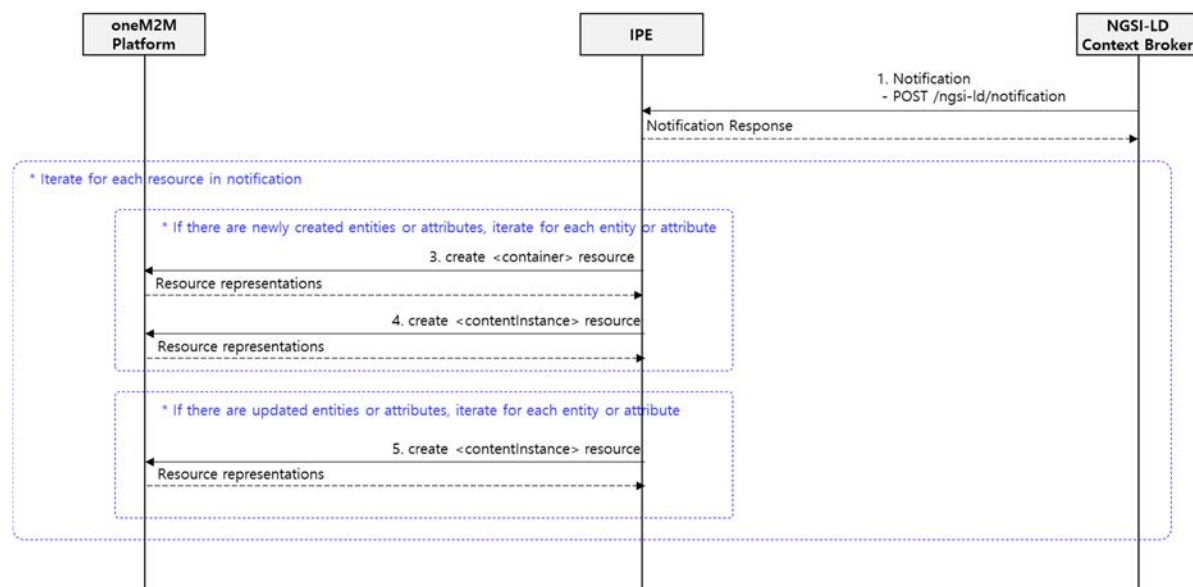 oneM2M
Platform
IPE
NGSI-LD
Context Broker
1. Notification
- POST /ngsi-ld/notification
Notification Response
* Iterate for each resource in notification
* If there are newly created entities or attributes, iterate for each entity or attribute
3. create <container> resource
Resource representations
4. create <contentInstance> resource
Resource representations
* If there are updated entities or attributes, iterate for each entity or attribute
5. create <contentInstance> resource
Resource representations